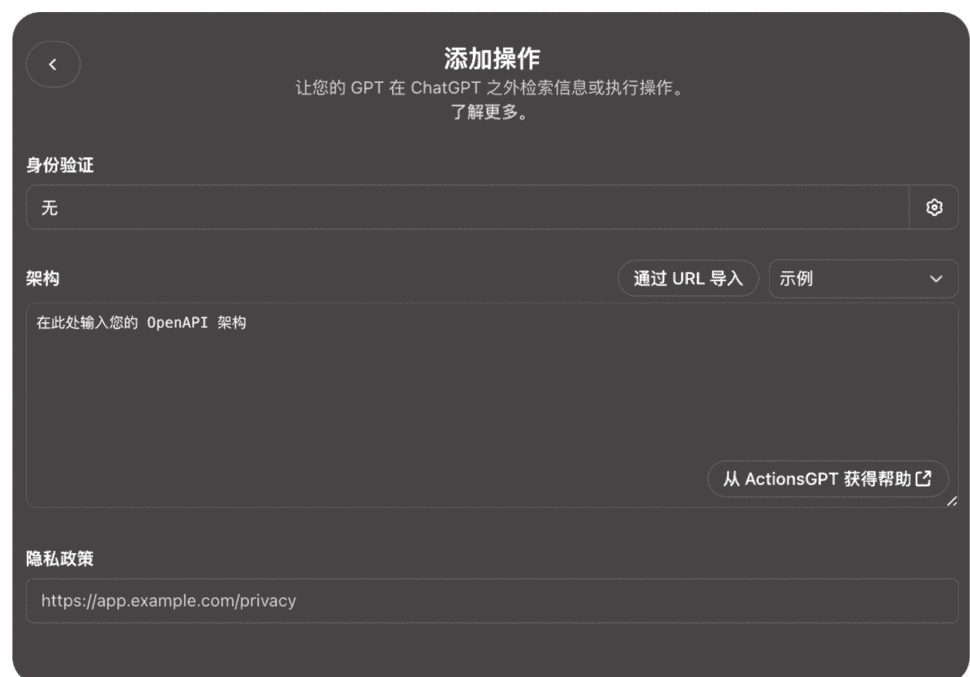 添加操作
让您的 GPT 在 ChatGPT 之外检索信息或执行操作。
了解更多。
身份验证
无
架构
通过 URL 导入
示例
在此处输入您的 OpenAPI 架构
从 ActionsGPT 获得帮助
隐私政策
https://app.example.com/privacy